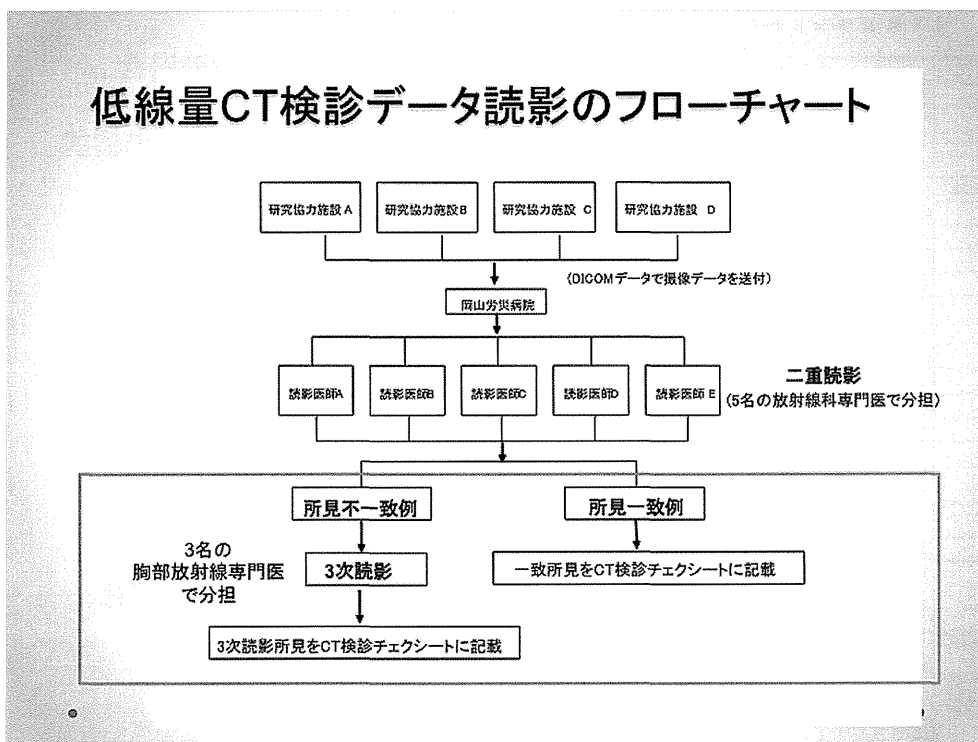 低線量CT検診データ読影のフローチャート
研究協力施設A
研究協力施設B
研究協力施設 C
研究協力施設 D
(DICOMデータで撮像データを送付)
岡山労災病院
読影医師A
読影医師B
読影医師C
読影医師D
読影医師E
二重読影
(5名の放射線科専門医で分担)
所見不一致例
所見一致例
3名の
胸部放射線専門医
で分担
3次読影
一致所見をCT検診チェクシートに記載
3次読影所見をCT検診チェクシートに記載